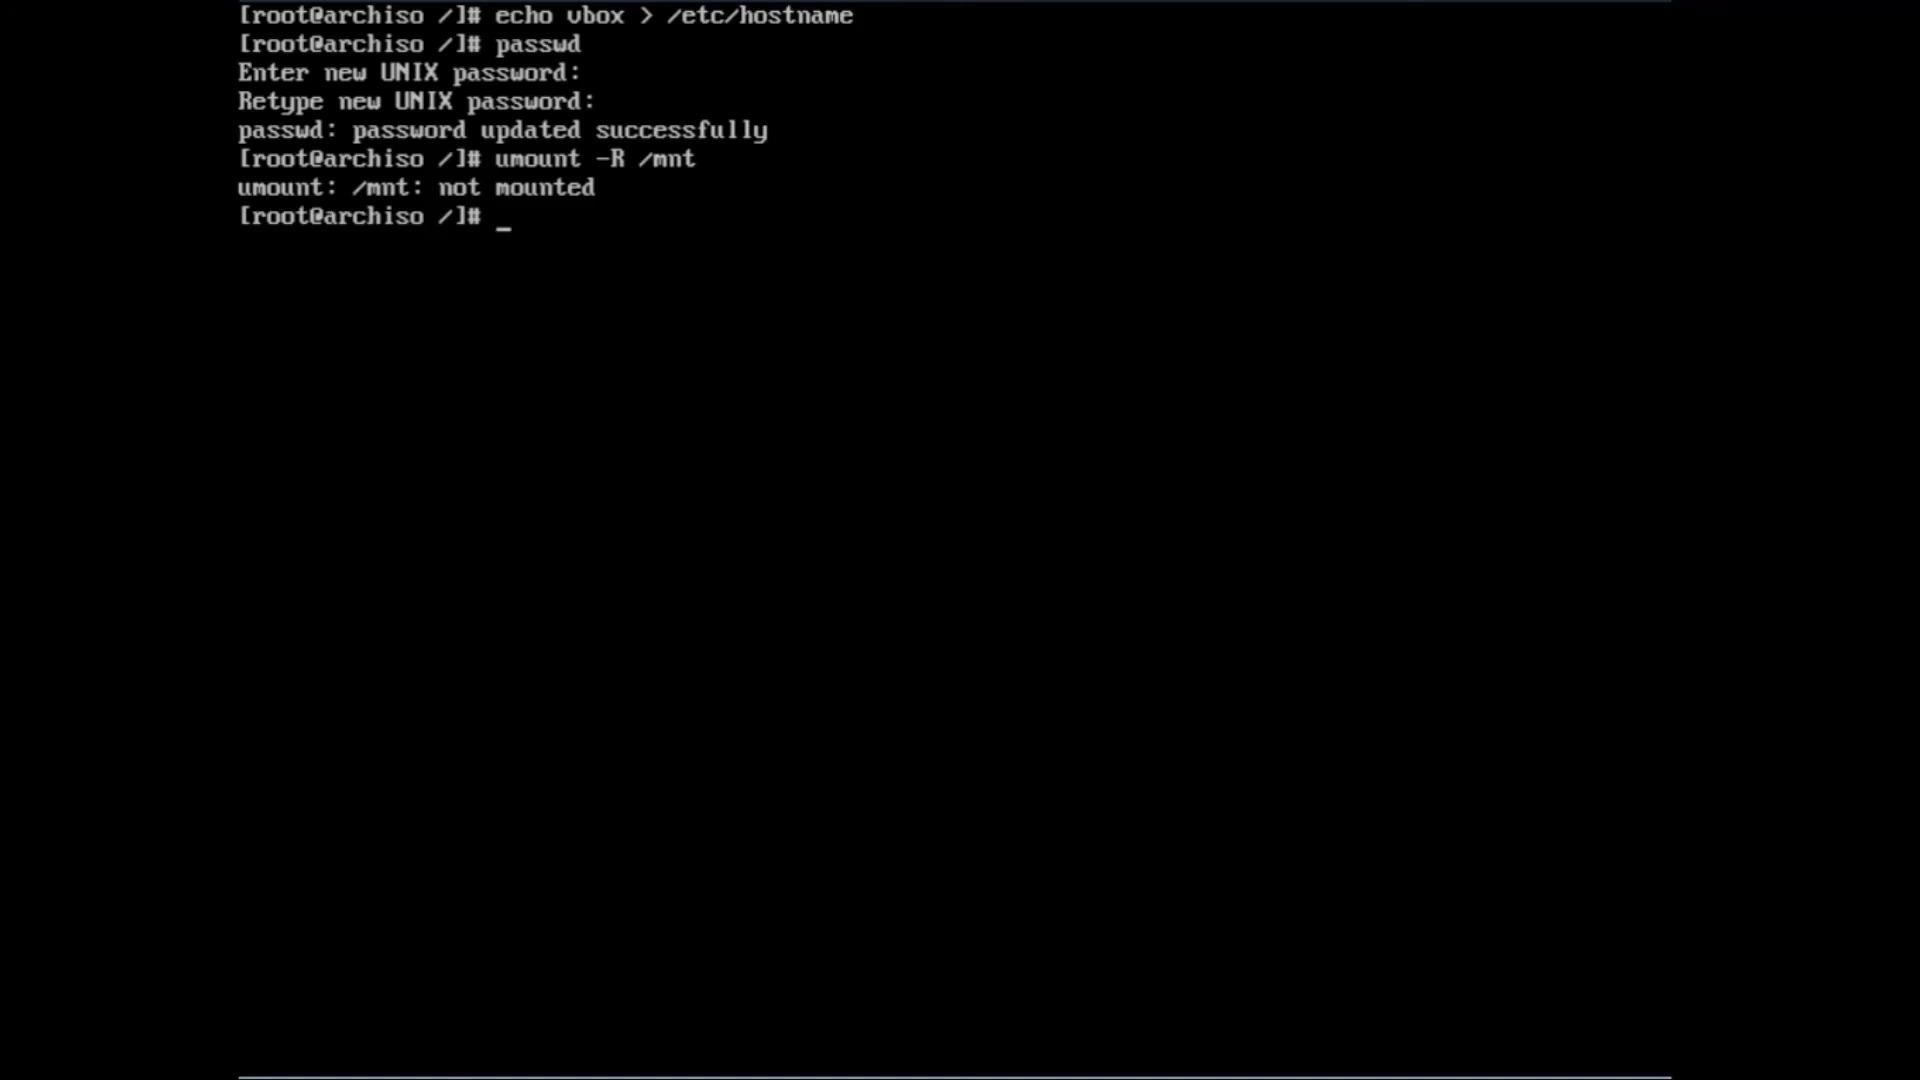 [root@archiso /]# echo vbox > /etc/hostname
[root@archiso /]# passwd
Enter new UNIX password:
Retype new UNIX password:
passwd: password updated successfully
[root@archiso /]# umount -R /mnt
umount: /mnt: not mounted
[root@archiso /]# _